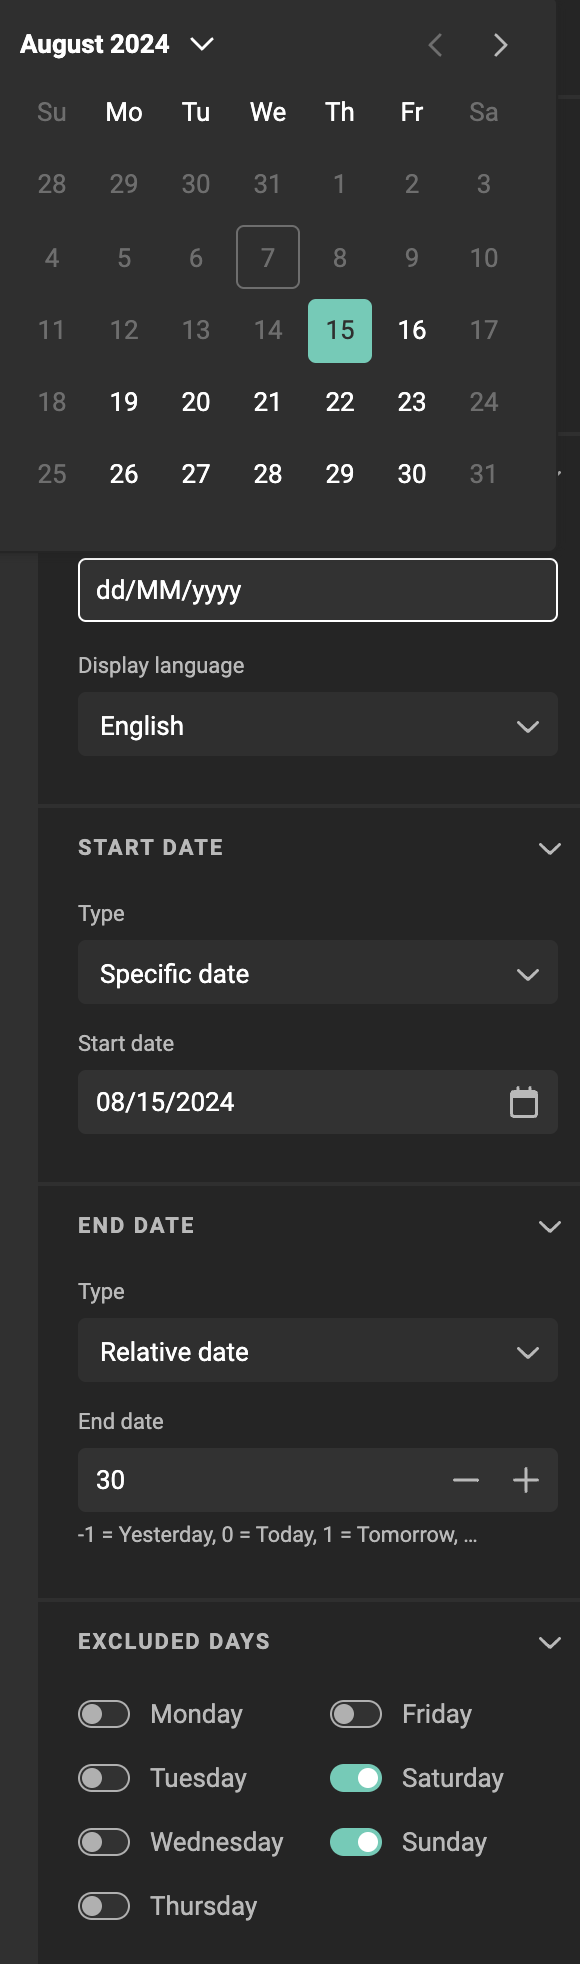 August 2024
Su Mo Tu We Th Fr Sa
28 29 30 31 1 2 3
4 5 6 7 8 9 10
11 12 13 14 15 16 17
18 19 20 21 22 23 24
25 26 27 28 29 30 31
dd/MM/yyyy
Display language
English
START DATE
Type
Specific date
Start date
08/15/2024
END DATE
Type
Relative date
End date
30
-1 = Yesterday, 0 = Today, 1 = Tomorrow, ...
EXCLUDED DAYS
Monday Friday
Tuesday Saturday
Wednesday Sunday
Thursday